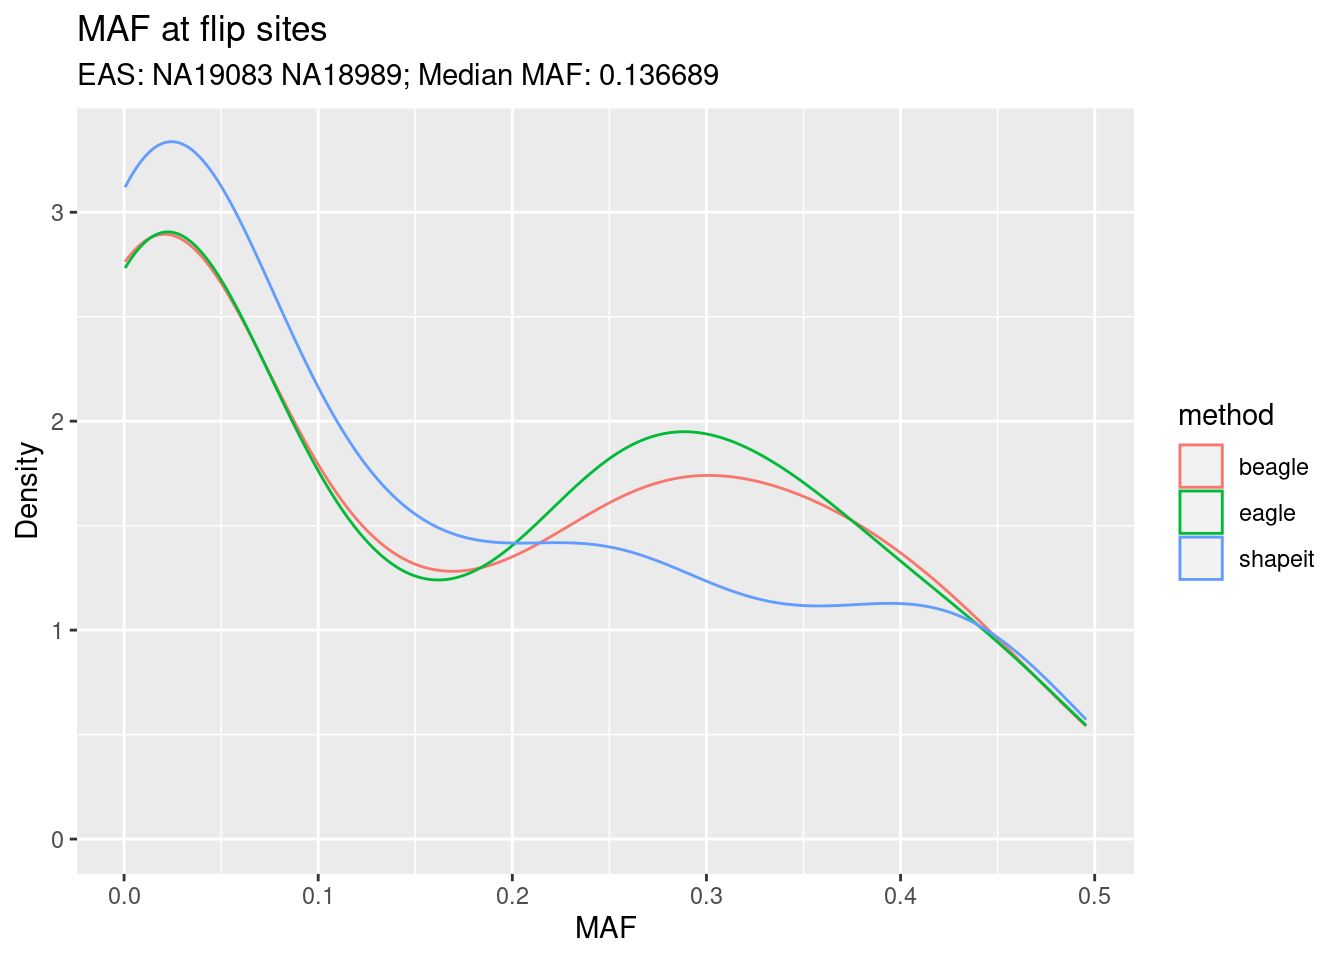 MAF at flip sites
EAS: NA19083 NA18989; Median MAF: 0.136689
Density
3
2
1
0
0.0 0.1 0.2 0.3 0.4 0.5
MAF
method
beagle
eagle
shapeit